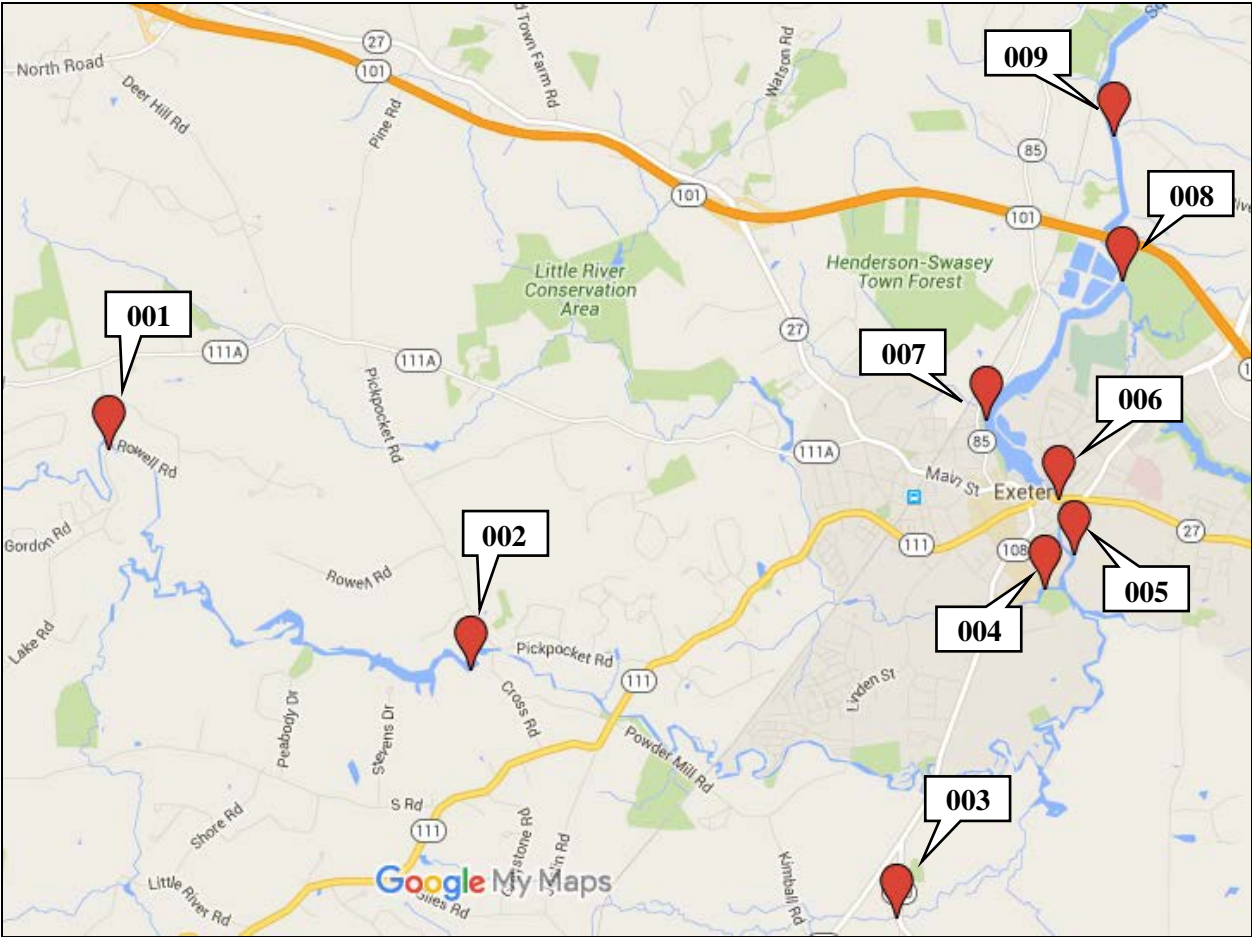 27
101
North Road
Deer Hill Rd
Pine Rd
d Town Farm Rd
Watson Rd
009
85
101
008
101
Little River
Conservation
Area
Henderson-Swasey
Town Forest
001
111A
111A
27
007
Pickpocket Rd
006
Rowell Rd
85
111A
Main St
Exeter
Gordon Rd
002
111
108
27
Rowell Rd
005
004
Lake Rd
Pickpocket Rd
111
Linden St
Cross Rd
Peabody Dr
Stevens Dr
Powder Mill Rd
003
S Rd
Shore Rd
111
Kimball Rd
Google My Maps
Giles Rd
Little River Rd